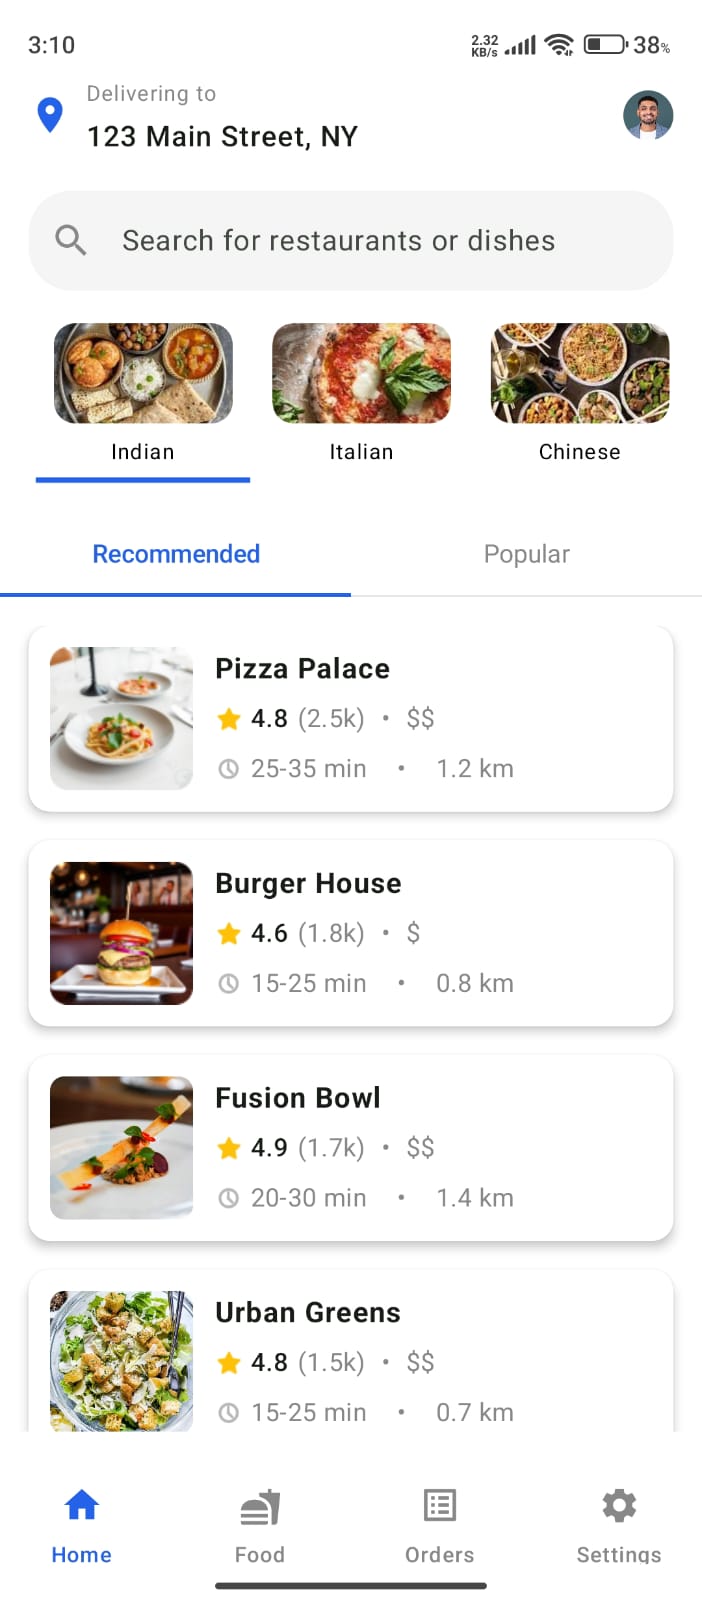 3:10
2.32
KB/s
38%
Delivering to
123 Main Street, NY
Search for restaurants or dishes
Indian
Italian
Chinese
Recommended
Popular
Pizza Palace
4.8 (2.5k) • $$
25-35 min • 1.2 km
Burger House
4.6 (1.8k) • $
15-25 min • 0.8 km
Fusion Bowl
4.9 (1.7k) • $$
20-30 min • 1.4 km
Urban Greens
4.8 (1.5k) • $$
15-25 min • 0.7 km
Home
Food
Orders
Settings